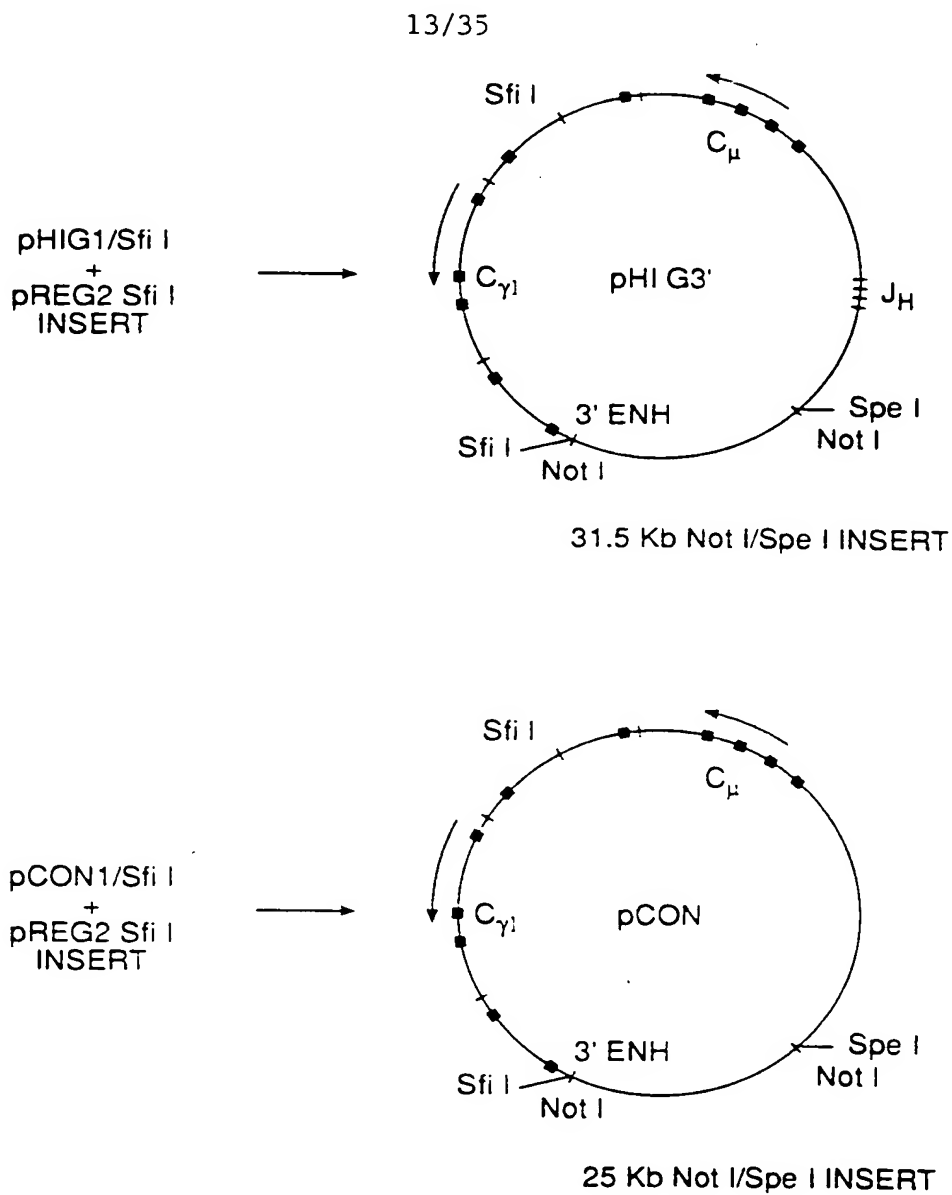 13/35
Sfi I
Cμ
pHIG1/Sfi I
+
pREG2 Sfi I
INSERT
Cγ1
pHI G3'
JH
3' ENH
Spe I
Sfi I
Not I
Not I
31.5 Kb Not I/Spe I INSERT
Sfi I
Cμ
pCON1/Sfi I
+
pREG2 Sfi I
INSERT
Cγ1
pCON
3' ENH
Spe I
Sfi I
Not I
Not I
25 Kb Not I/Spe I INSERT